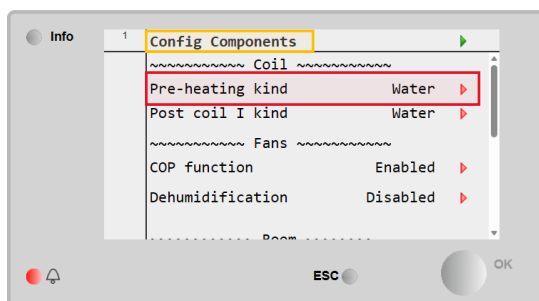 Info
1 Config Components
~~~~~~~~~~~ Coil ~~~~~~~~~~~
Pre-heating kind Water
Post coil I kind Water
~~~~~~~~~~~ Fans ~~~~~~~~~~~
COP function Enabled
Dehumidification Disabled
Room
ESC
OK